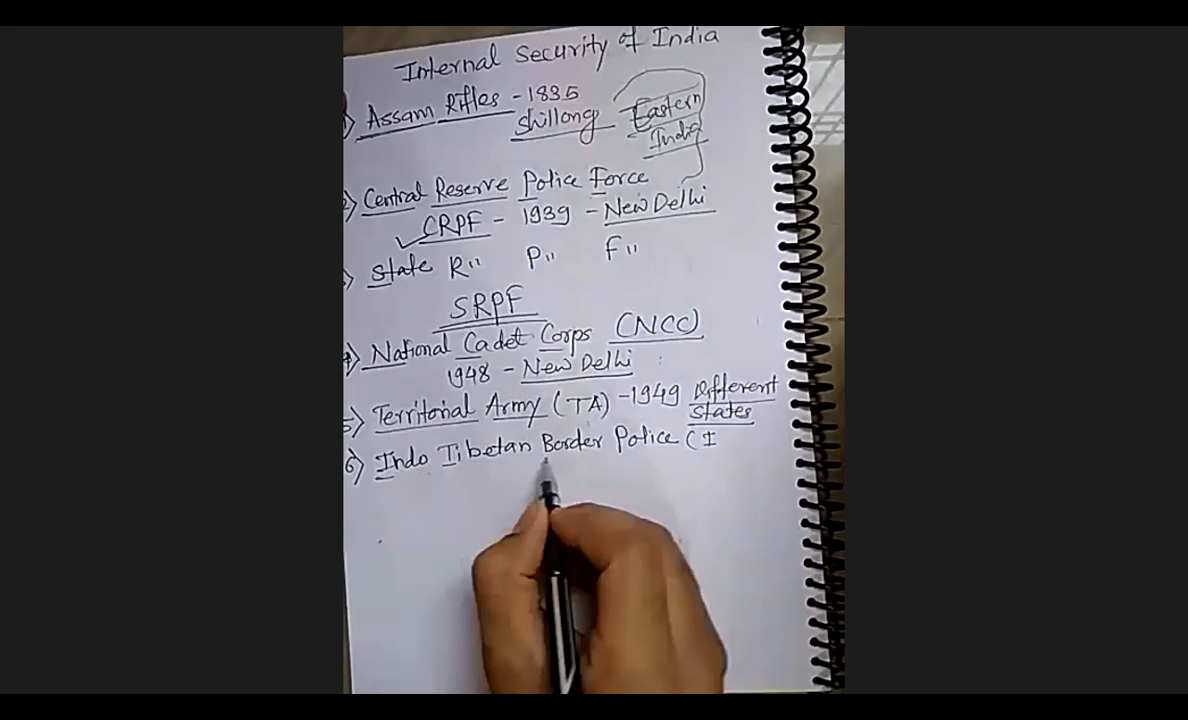 Internal Security of India
1) Assam Rifles - 1835
Shillong Eastern
India
2) Central Reserve Police Force
CRPF - 1939 - New Delhi
3) State R" P" F"
SRPF
4) National Cadet Corps (NCC)
1948 - New Delhi
5) Territorial Army (TA) - 1949 Different
states
6) Indo Tibetan Border Police ( I